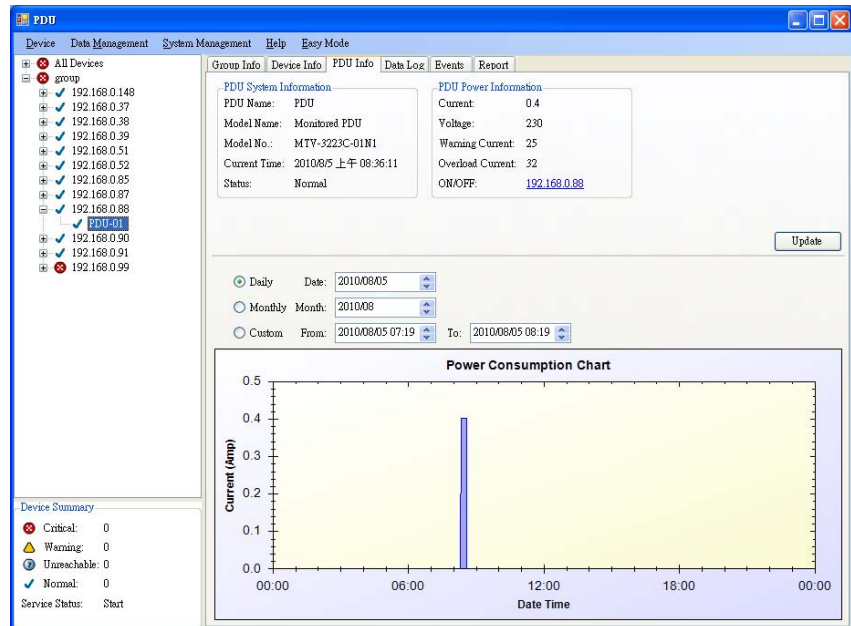 PDU
Device Data Management System Management Help Easy Mode
All Devices
group
192.168.0.148
192.168.0.37
192.168.0.38
192.168.0.39
192.168.0.51
192.168.0.52
192.168.0.85
192.168.0.87
192.168.0.88
PDU-01
192.168.0.90
192.168.0.91
192.168.0.99
Device Summary
Critical: 0
Warning: 0
Unreachable: 0
Normal: 0
Service Status: Start
Group Info Device Info PDU Info Data Log Events Report
PDU System Information
PDU Name: PDU
Model Name: Monitored PDU
Model No.: MTV-3223C-01N1
Current Time: 2010/8/5 上午 08:36:11
Status: Normal
PDU Power Information
Current: 0.4
Voltage: 230
Warning Current: 25
Overload Current: 32
ON/OFF: 192.168.0.88
Update
Daily Date: 2010/08/05
Monthly Month: 2010/08
Custom From: 2010/08/05 07:19 To: 2010/08/05 08:19
Power Consumption Chart
Current (Amp)
0.5
0.4
0.3
0.2
0.1
0.0
00:00 06:00 12:00 18:00 00:00
Date Time